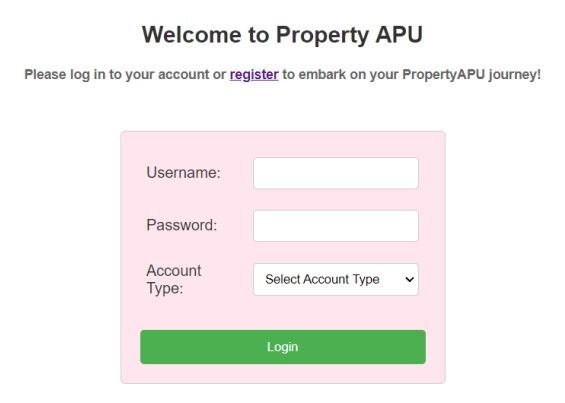 Welcome to Property APU
Please log in to your account or register to embark on your PropertyAPU journey!
Username:
Password:
Account
Type:
Select Account Type
Login